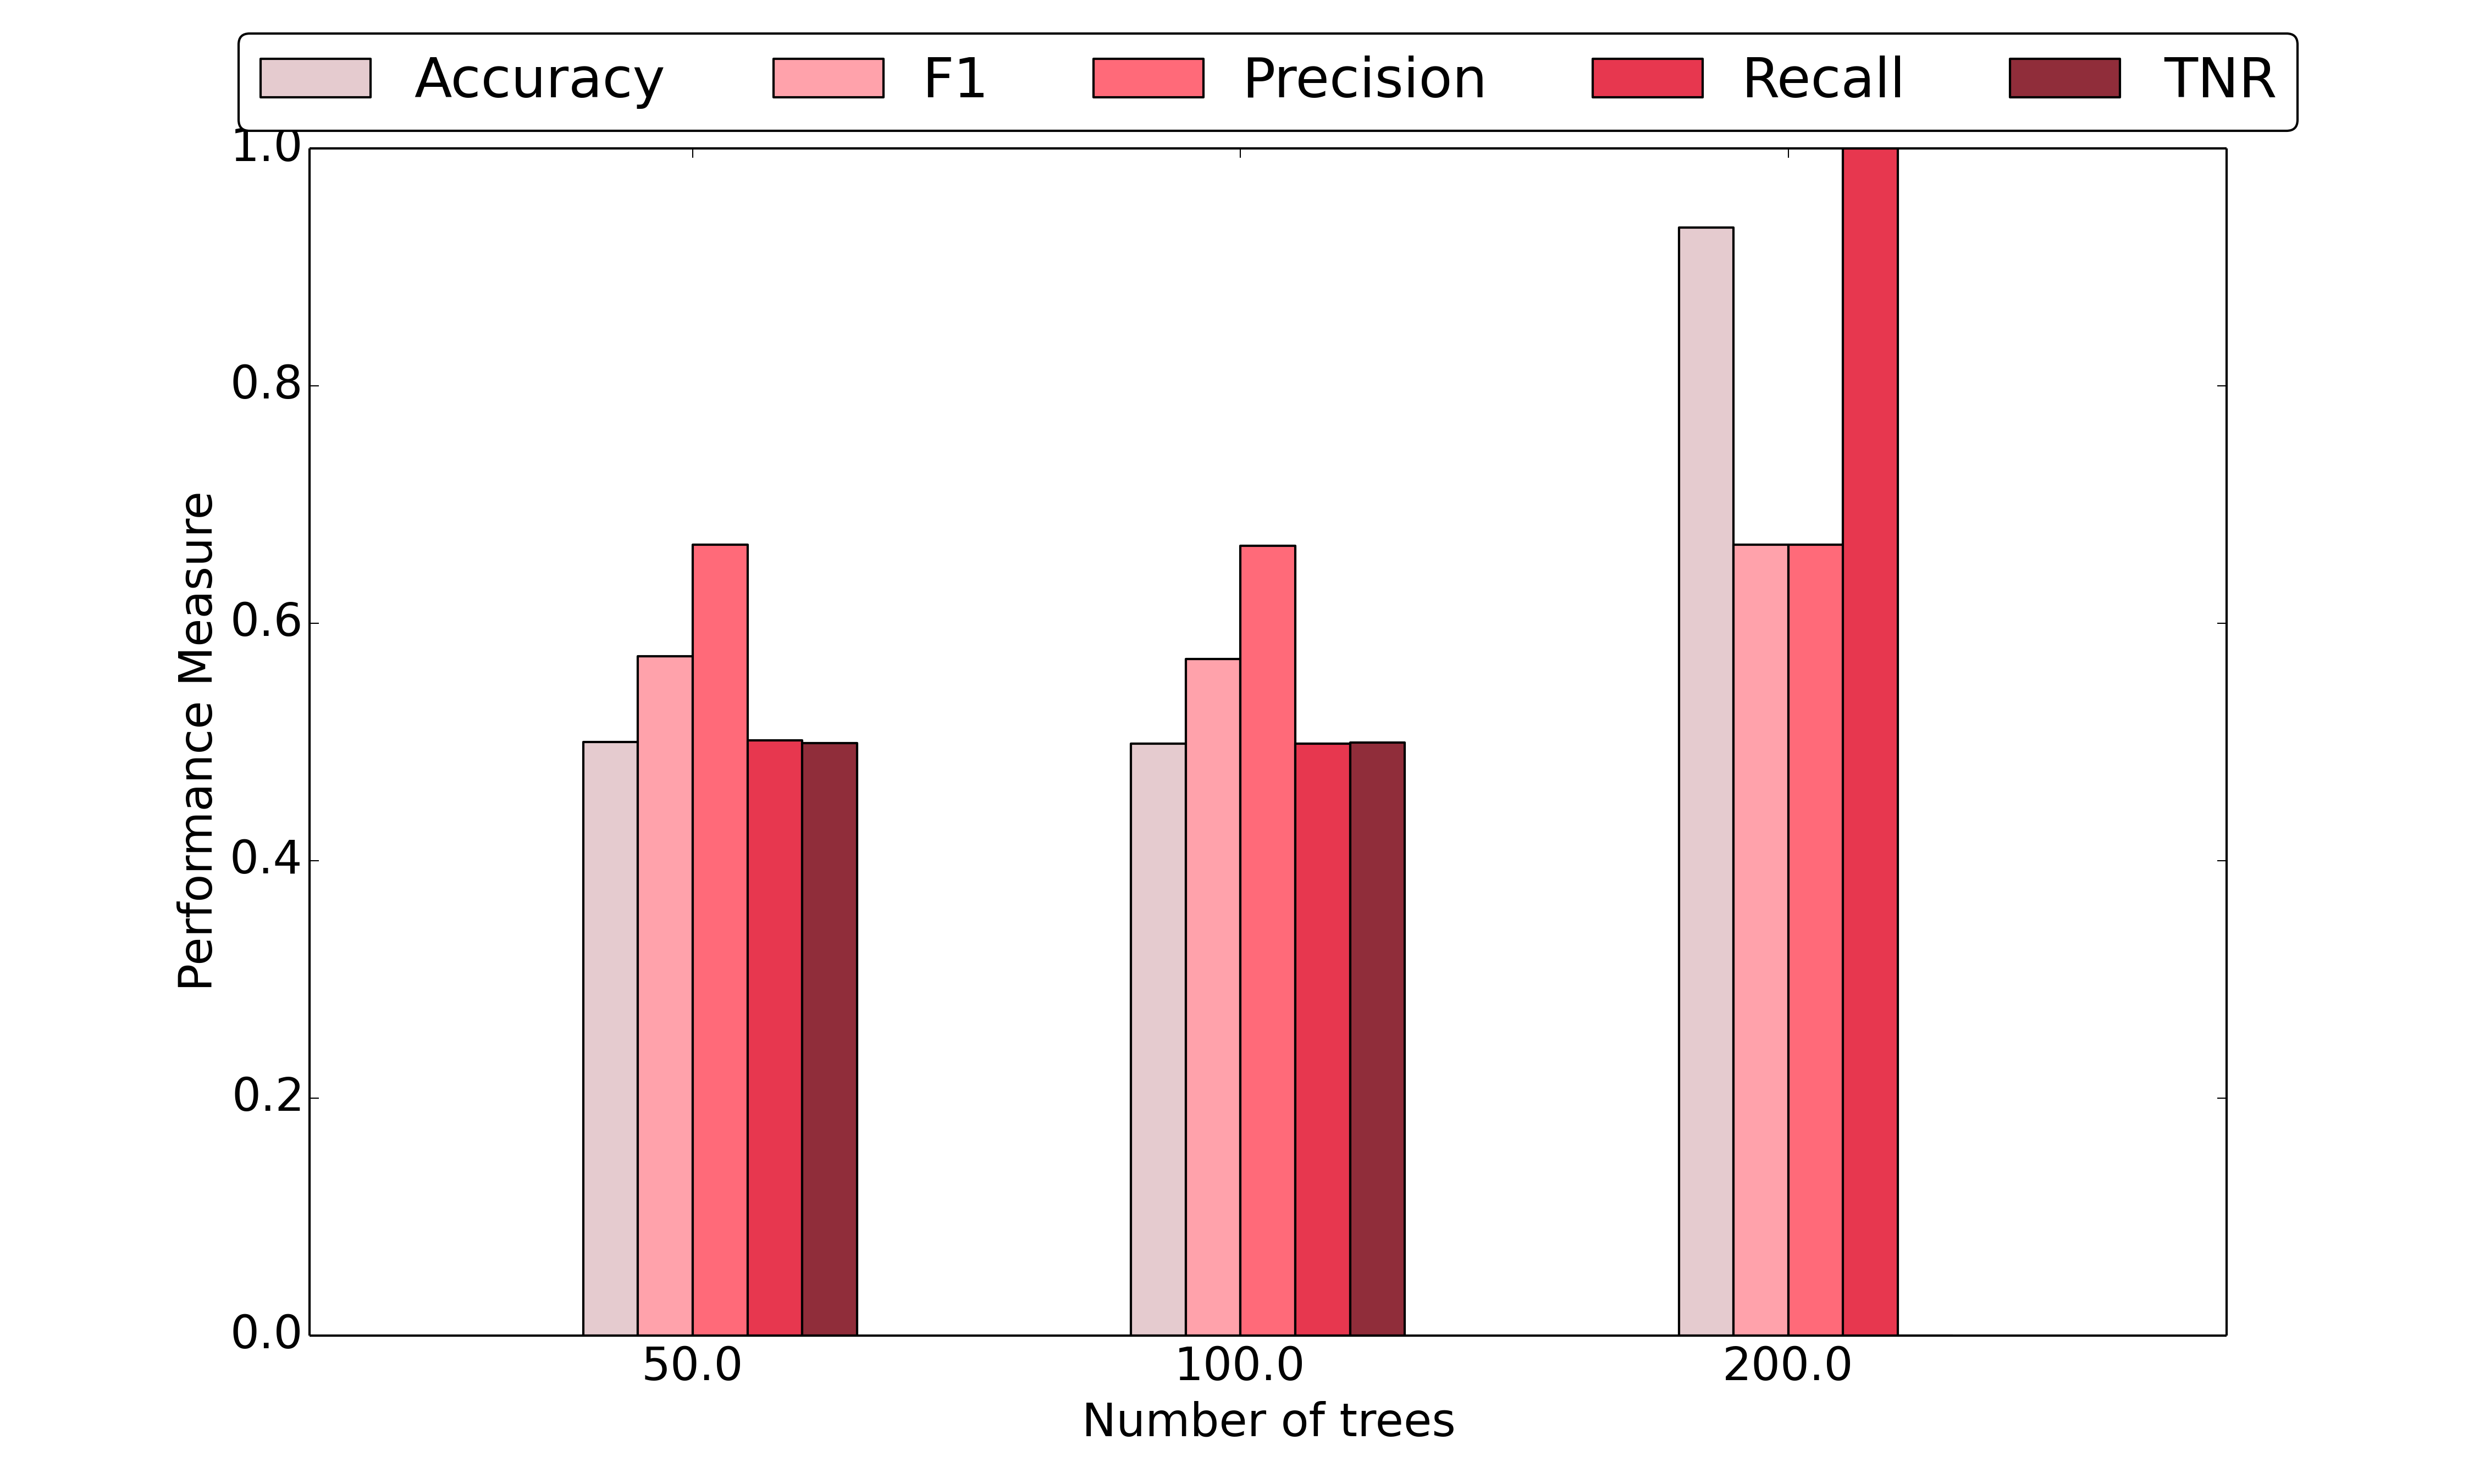 Accuracy F1 Precision Recall TNR
1.0
0.8
0.6
0.4
0.2
0.0
Performance Measure
50.0 100.0 200.0
Number of trees